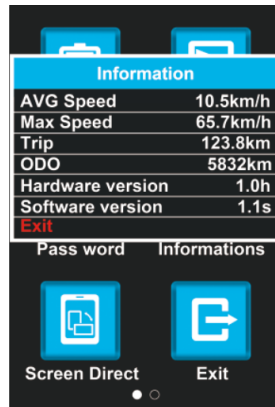 Information
AVG Speed 10.5km/h
Max Speed 65.7km/h
Trip 123.8km
ODO 5832km
Hardware version 1.0h
Software version 1.1s
Exit
Pass word Informations
Screen Direct Exit